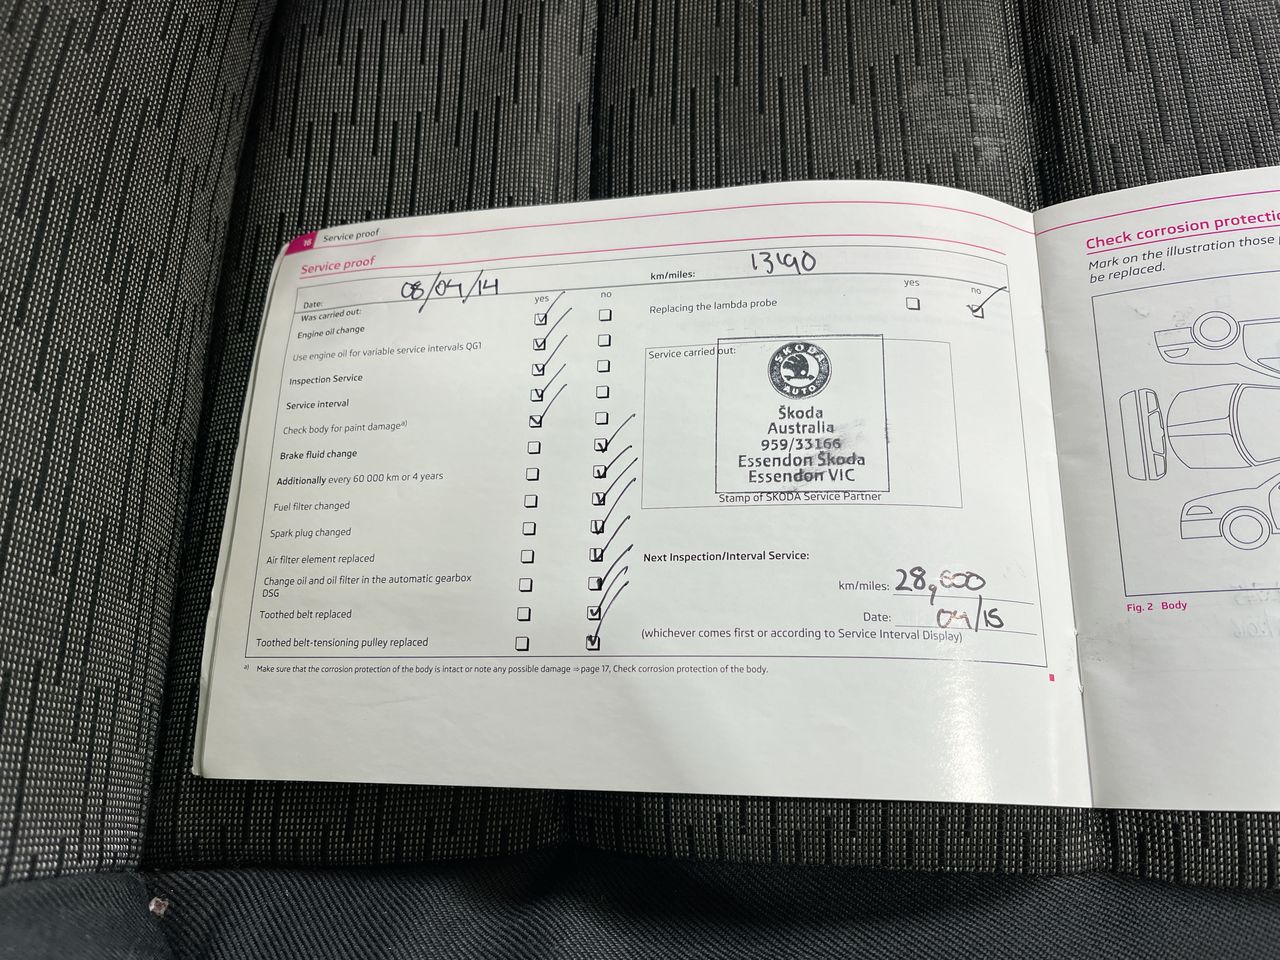 16 Service proof
Service proof
Date: 08/04/14
km/miles: 13190
Was carried out:
yes no
Engine oil change
Use engine oil for variable service intervals QG1
Inspection Service
Service interval
Check body for paint damage a)
Brake fluid change
Additionally every 60 000 km or 4 years
Fuel filter changed
Spark plug changed
Air filter element replaced
Change oil and oil filter in the automatic gearbox
DSG
Toothed belt replaced
Toothed belt-tensioning pulley replaced
yes no
Replacing the lambda probe
Service carried out:
ŠKODA
AUTO
Škoda
Australia
959/33166
Essendon Škoda
Essendon VIC
Stamp of ŠKODA Service Partner
Next Inspection/Interval Service:
km/miles: 28,000
Date: 04/15
(whichever comes first or according to Service Interval Display)
a) Make sure that the corrosion protection of the body is intact or note any possible damage ⇒ page 17, Check corrosion protection of the body.
Check corrosion protectio
Mark on the illustration those
be replaced.
Fig. 2 Body